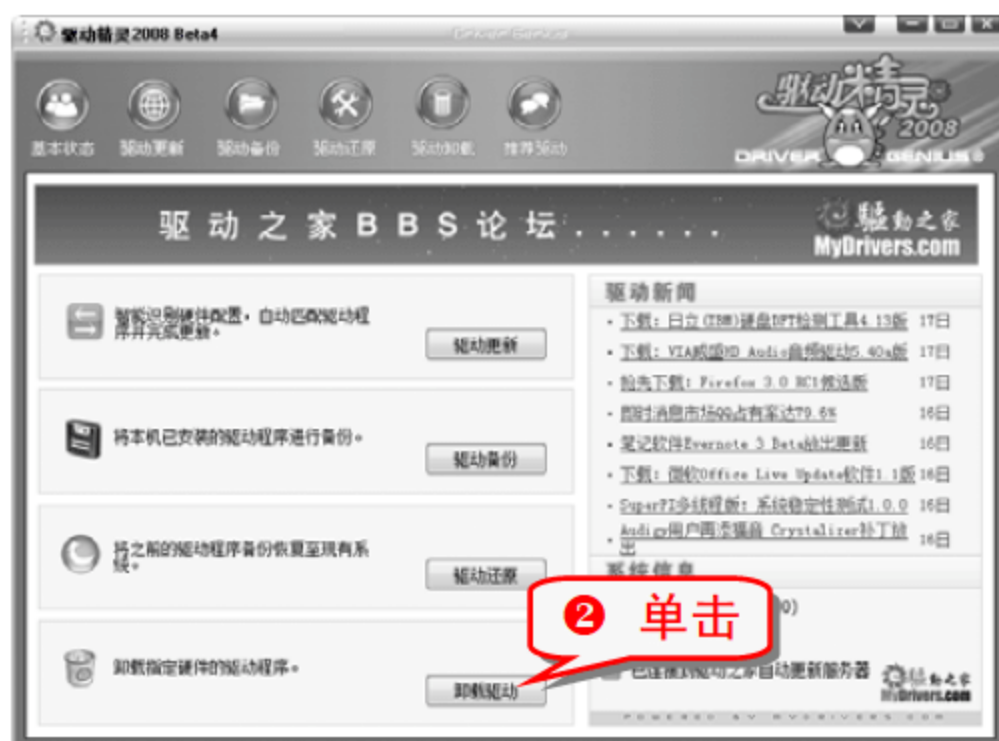 驱动精灵2008 Beta4
Driver Genius
驱动精灵
2008
DRIVER GENIUS
基本状态 驱动更新 驱动备份 驱动还原 驱动卸载 推荐驱动
驱动之家BBS论坛......
驱動之家
MyDrivers.com
智能识别硬件配置，自动匹配驱动程
序并完成更新。
驱动更新
将本机已安装的驱动程序进行备份。
驱动备份
将之前的驱动程序备份恢复至现有系
统。
驱动还原
卸载指定硬件的驱动程序。
卸载驱动
驱动新闻
下载：日立(IBM)硬盘DFT检测工具4.13版 17日
下载：VIA威盛HD Audio音频驱动5.40a版 17日
抢先下载！Firefox 3.0 RC1候选版 17日
即时消息市场QQ占有率达79.6% 16日
笔记软件Evernote 3 Beta放出更新 16日
下载：微软Office Live Update软件1.1版 16日
SuperPI多线程版：系统稳定性测试1.0.0 16日
Audigy用户再添福音 Crystalizer补丁放
出 16日
系统信息
0)
❷ 单击
已连接到驱动之家自动更新服务器
驱動之家
MyDrivers.com
POWERED BY MYDRIVERS.COM